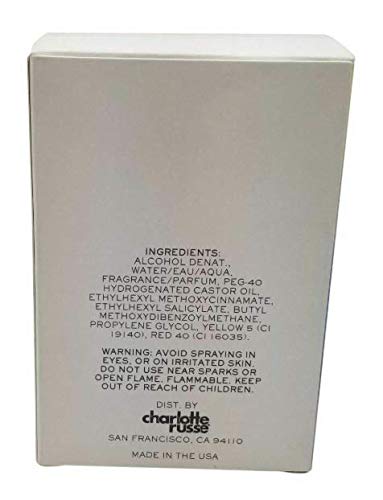 INGREDIENTS:
ALCOHOL DENAT.,
WATER/EAU/AQUA,
FRAGRANCE/PARFUM, PEG-40
HYDROGENATED CASTOR OIL,
ETHYLHEXYL METHOXYCINNAMATE,
ETHYLHEXYL SALICYLATE, BUTYL
METHOXYDIBENZOYLMETHANE,
PROPYLENE GLYCOL, YELLOW 5 (CI
19140), RED 40 (CI 16035).
WARNING: AVOID SPRAYING IN
EYES, OR ON IRRITATED SKIN.
DO NOT USE NEAR SPARKS OR
OPEN FLAME. FLAMMABLE. KEEP
OUT OF REACH OF CHILDREN.
DIST. BY
charlotte
russe
SAN FRANCISCO, CA 94110
MADE IN THE USA